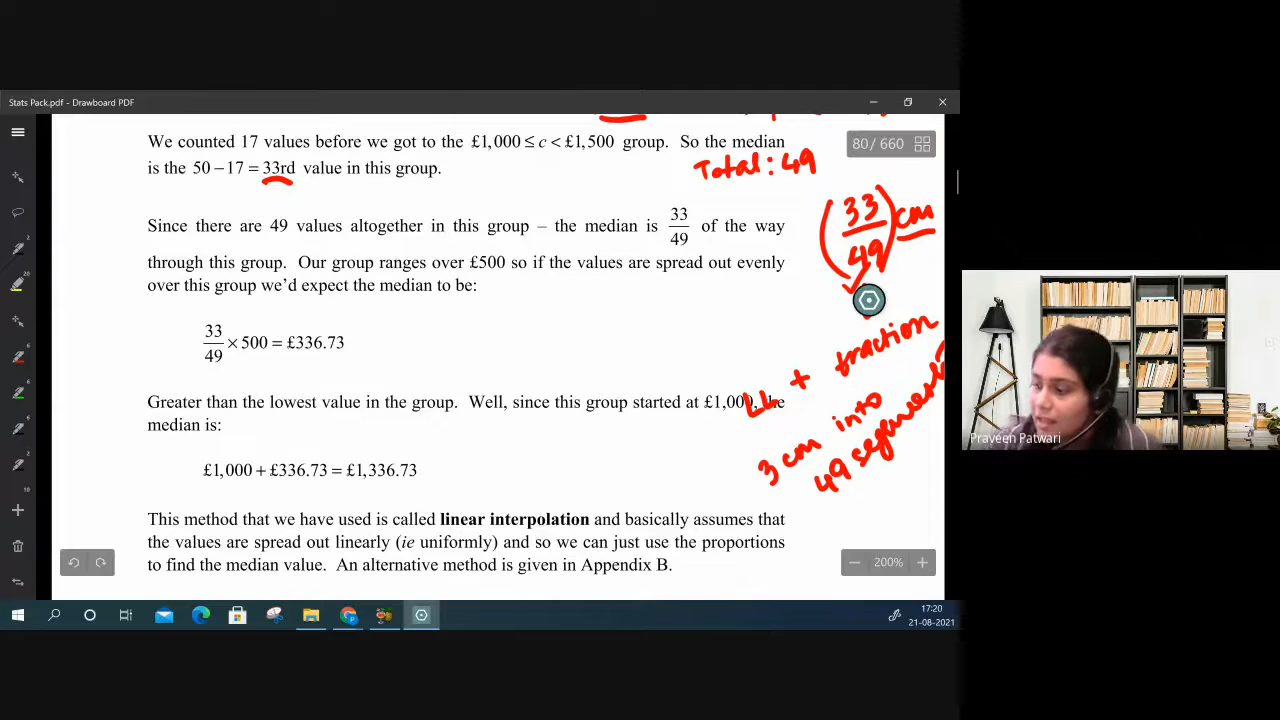 Stats Pack.pdf - Drawboard PDF
We counted 17 values before we got to the £1,000 ≤ c < £1,500 group. So the median
80 / 660
is the 50 − 17 = 33rd value in this group.
Total: 49
(33/49) cm
Since there are 49 values altogether in this group – the median is 33/49 of the way
through this group. Our group ranges over £500 so if the values are spread out evenly
over this group we'd expect the median to be:
33/49 × 500 = £336.73
LL + fraction
Greater than the lowest value in the group. Well, since this group started at £1,000, the
median is:
3 cm into
49 segments
£1,000 + £336.73 = £1,336.73
This method that we have used is called linear interpolation and basically assumes that
the values are spread out linearly (ie uniformly) and so we can just use the proportions
to find the median value. An alternative method is given in Appendix B.
200%
Praveen Patwari
17:20
21-08-2021